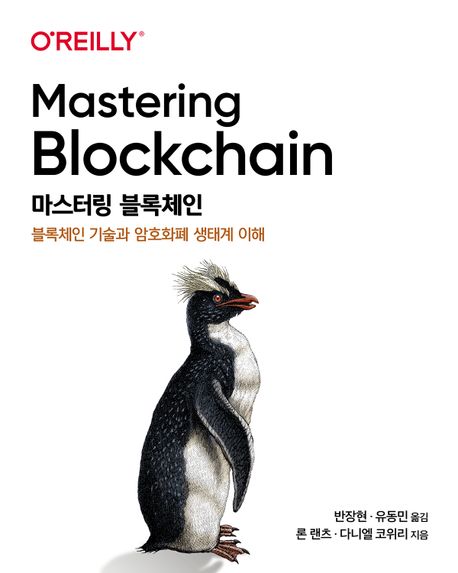 O'REILLY®
Mastering
Blockchain
마스터링 블록체인
블록체인 기술과 암호화폐 생태계 이해
반장현 · 유동민 옮김
론 랜츠 · 다니엘 코위리 지음